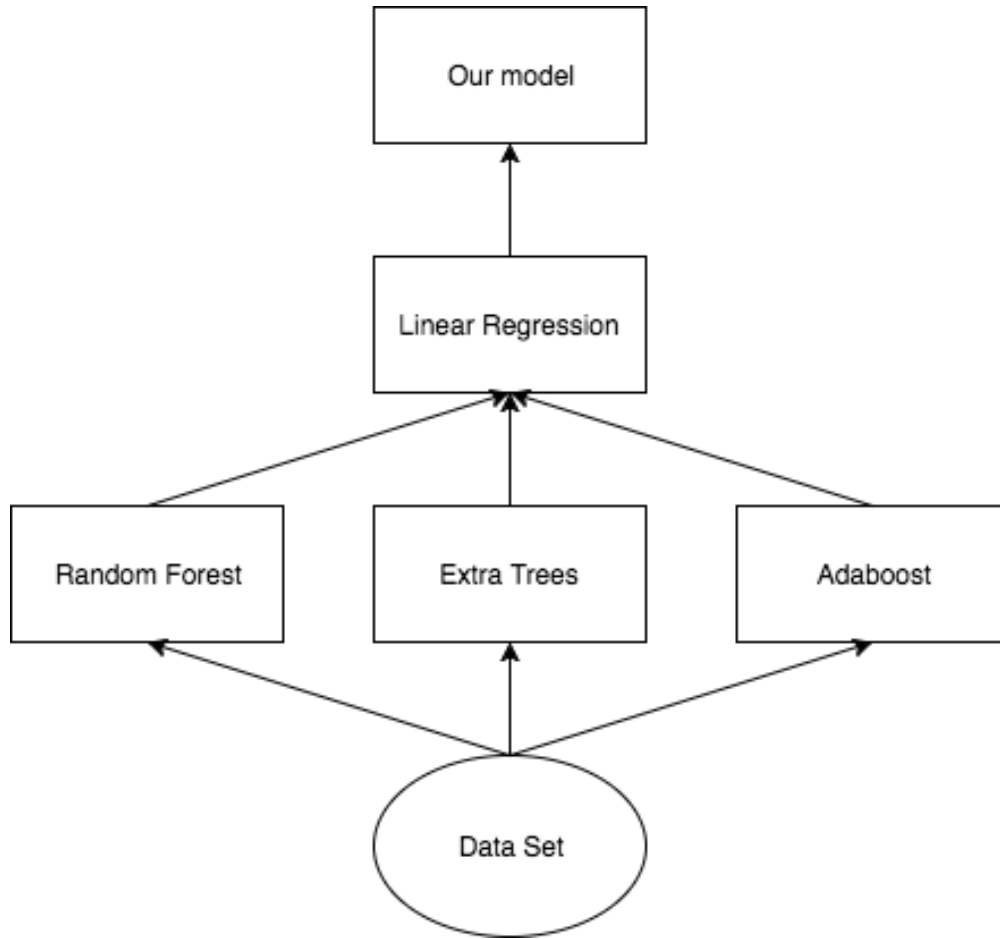 Our model
Linear Regression
Random Forest
Extra Trees
Adaboost
Data Set